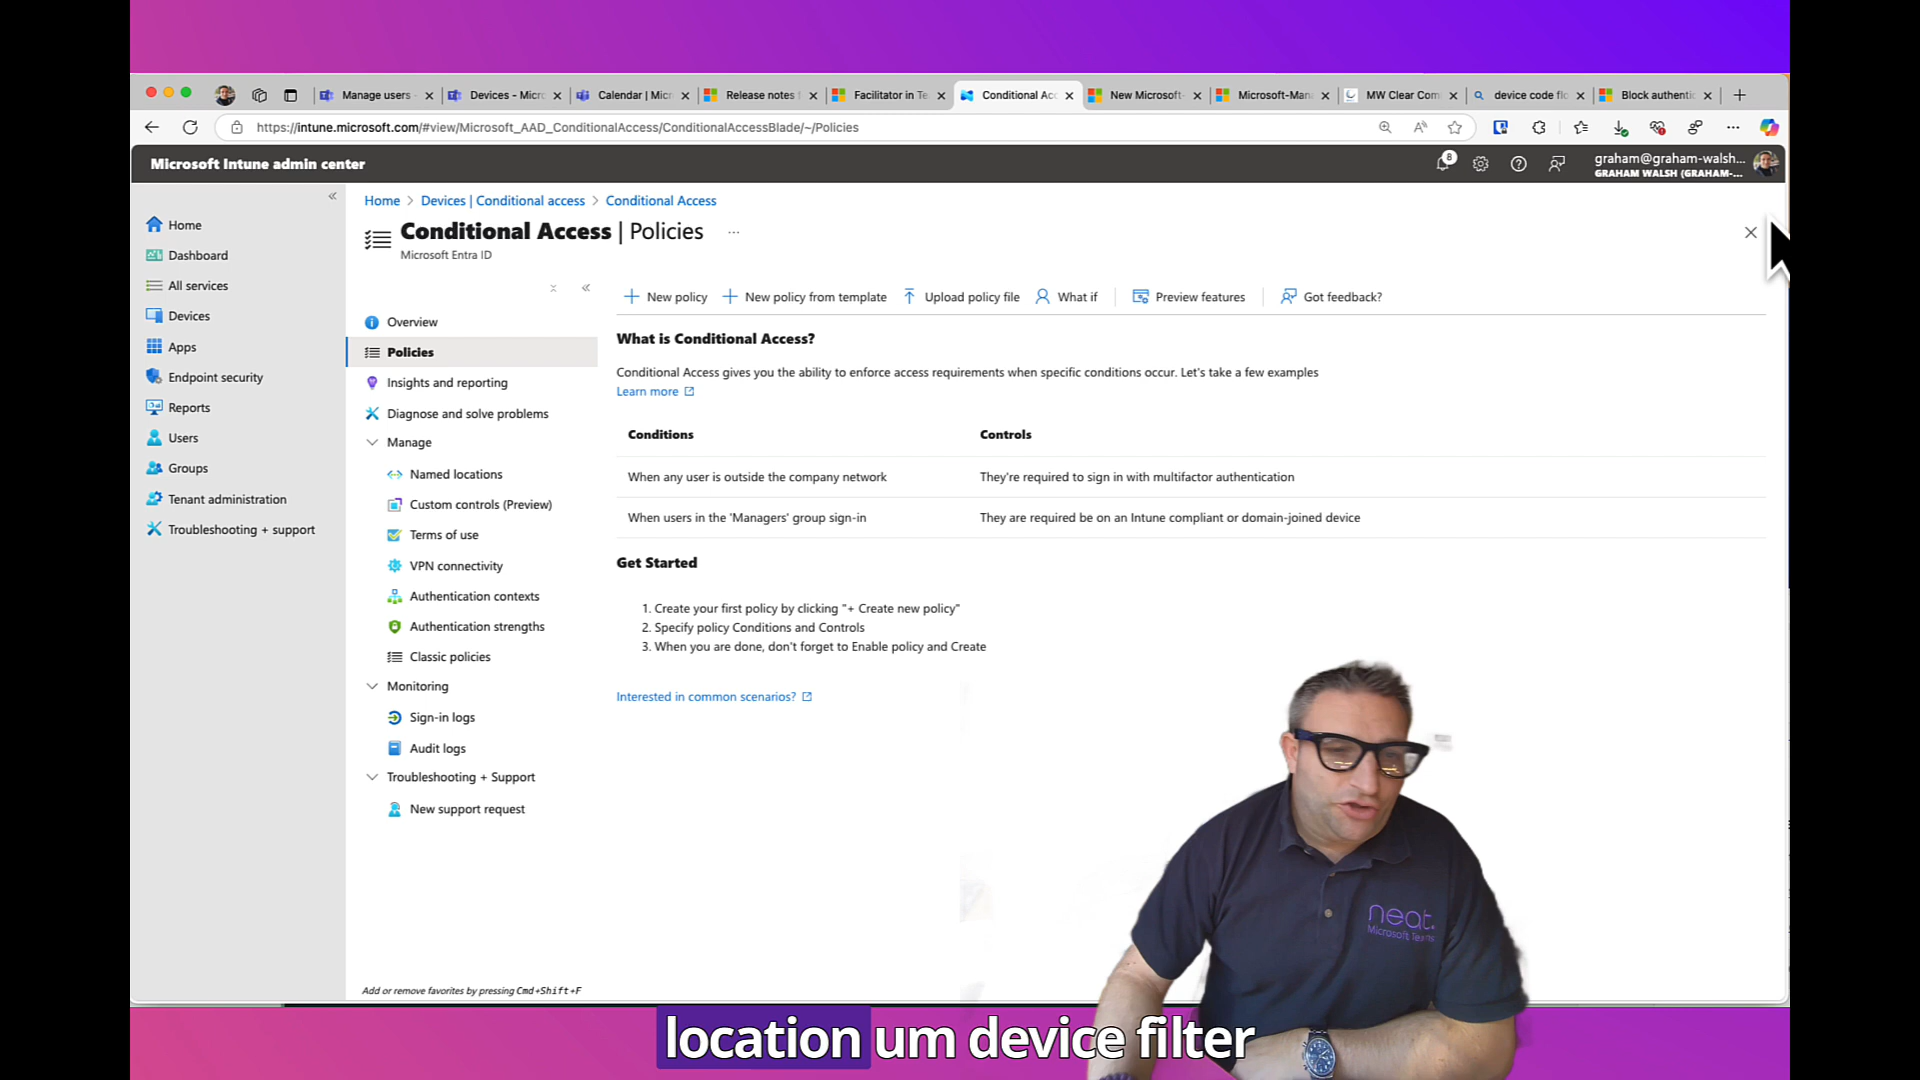 Manage users
Devices - Micr
Calendar | Micr
Release notes f
Facilitator in Te
Conditional Acc
New Microsoft-
Microsoft-Man
MW Clear Com
device code flo
Block authentic
https://intune.microsoft.com/#view/Microsoft_AAD_ConditionalAccess/ConditionalAccessBlade/~/Policies
Microsoft Intune admin center
8
graham@graham-walsh...
GRAHAM WALSH (GRAHAM-...
Home
Dashboard
All services
Devices
Apps
Endpoint security
Reports
Users
Groups
Tenant administration
Troubleshooting + support
Home > Devices | Conditional access > Conditional Access
Conditional Access | Policies ...
Microsoft Entra ID
Overview
Policies
Insights and reporting
Diagnose and solve problems
Manage
Named locations
Custom controls (Preview)
Terms of use
VPN connectivity
Authentication contexts
Authentication strengths
Classic policies
Monitoring
Sign-in logs
Audit logs
Troubleshooting + Support
New support request
Add or remove favorites by pressing Cmd+Shift+F
New policy
New policy from template
Upload policy file
What if
Preview features
Got feedback?
What is Conditional Access?
Conditional Access gives you the ability to enforce access requirements when specific conditions occur. Let's take a few examples
Learn more
Conditions Controls
When any user is outside the company network They're required to sign in with multifactor authentication
When users in the 'Managers' group sign-in They are required be on an Intune compliant or domain-joined device
Get Started
1. Create your first policy by clicking "+ Create new policy"
2. Specify policy Conditions and Controls
3. When you are done, don't forget to Enable policy and Create
Interested in common scenarios?
neat.
Microsoft Teams
location um device filter